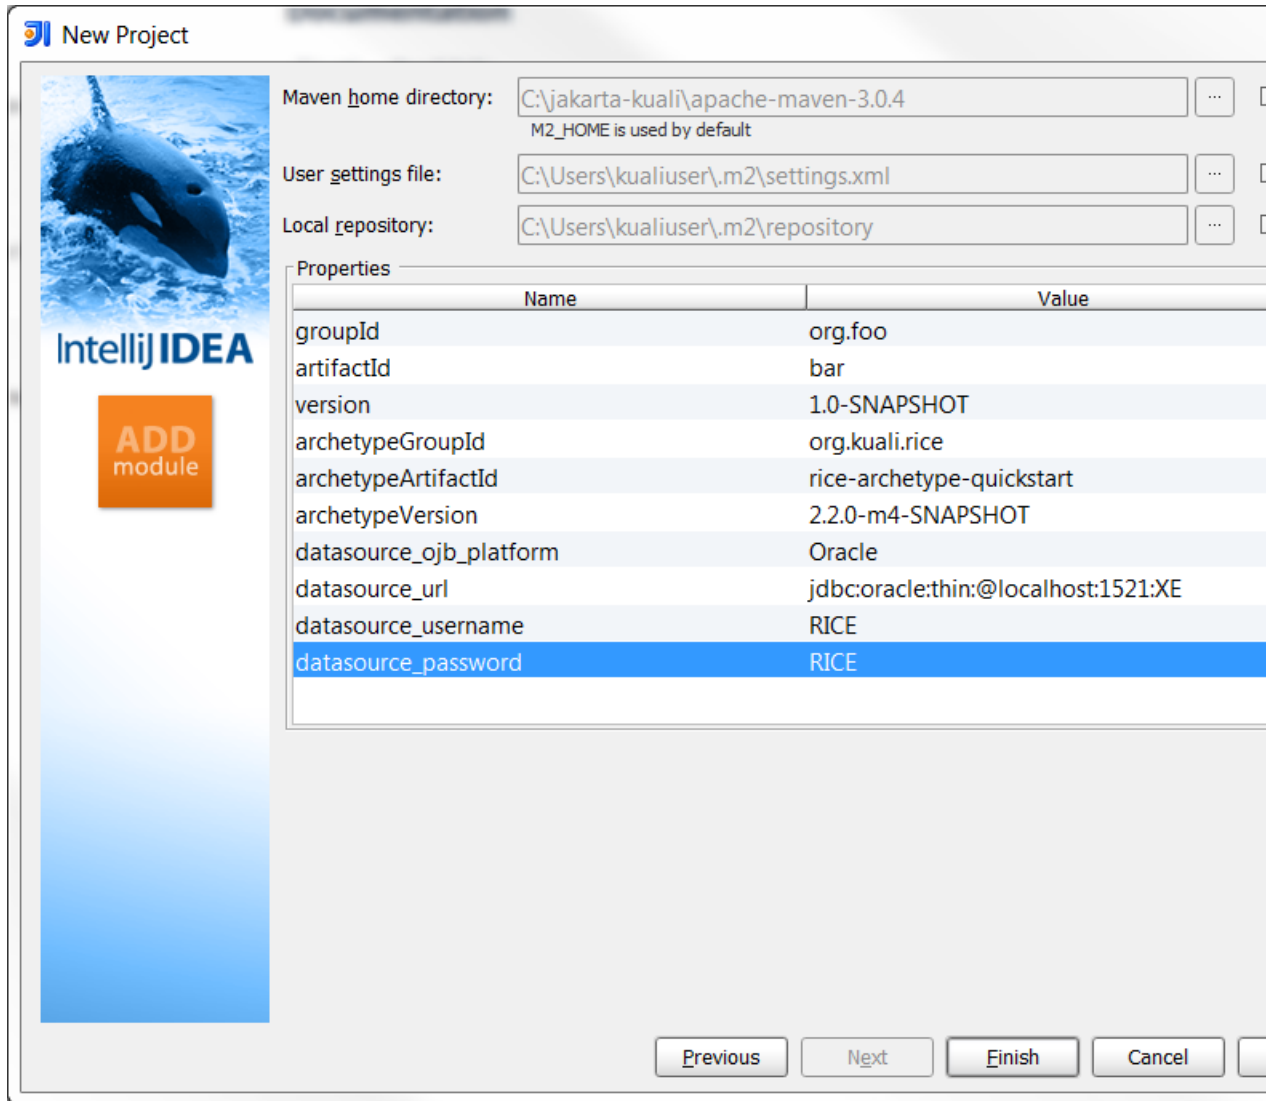 New Project
Maven home directory: C:\jakarta-kuali\apache-maven-3.0.4 ...
M2_HOME is used by default
User settings file: C:\Users\kualiuser\.m2\settings.xml ...
Local repository: C:\Users\kualiuser\.m2\repository ...
Properties
Name Value
groupId org.foo
artifactId bar
version 1.0-SNAPSHOT
archetypeGroupId org.kuali.rice
archetypeArtifactId rice-archetype-quickstart
archetypeVersion 2.2.0-m4-SNAPSHOT
datasource_ojb_platform Oracle
datasource_url jdbc:oracle:thin:@localhost:1521:XE
datasource_username RICE
datasource_password RICE
IntelliJ IDEA
ADD
module
Previous Next Finish Cancel